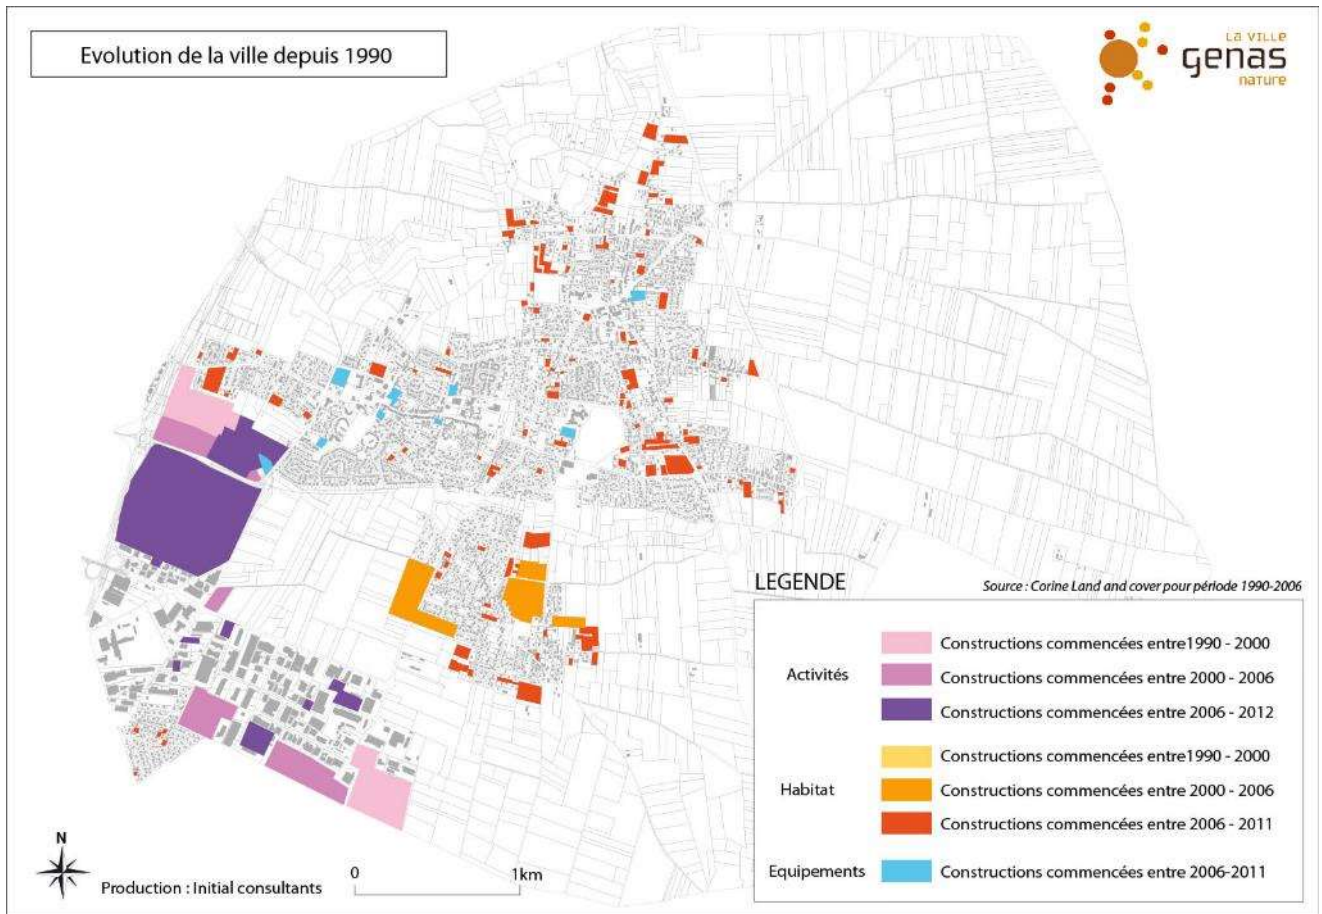 Evolution de la ville depuis 1990
LA VILLE
genas
nature
LEGENDE
Source : Corine Land and cover pour période 1990-2006
Activités
Constructions commencées entre1990 - 2000
Constructions commencées entre 2000 - 2006
Constructions commencées entre 2006 - 2012
Habitat
Constructions commencées entre1990 - 2000
Constructions commencées entre 2000 - 2006
Constructions commencées entre 2006 - 2011
Equipements
Constructions commencées entre 2006-2011
N
Production : Initial consultants
0
1km